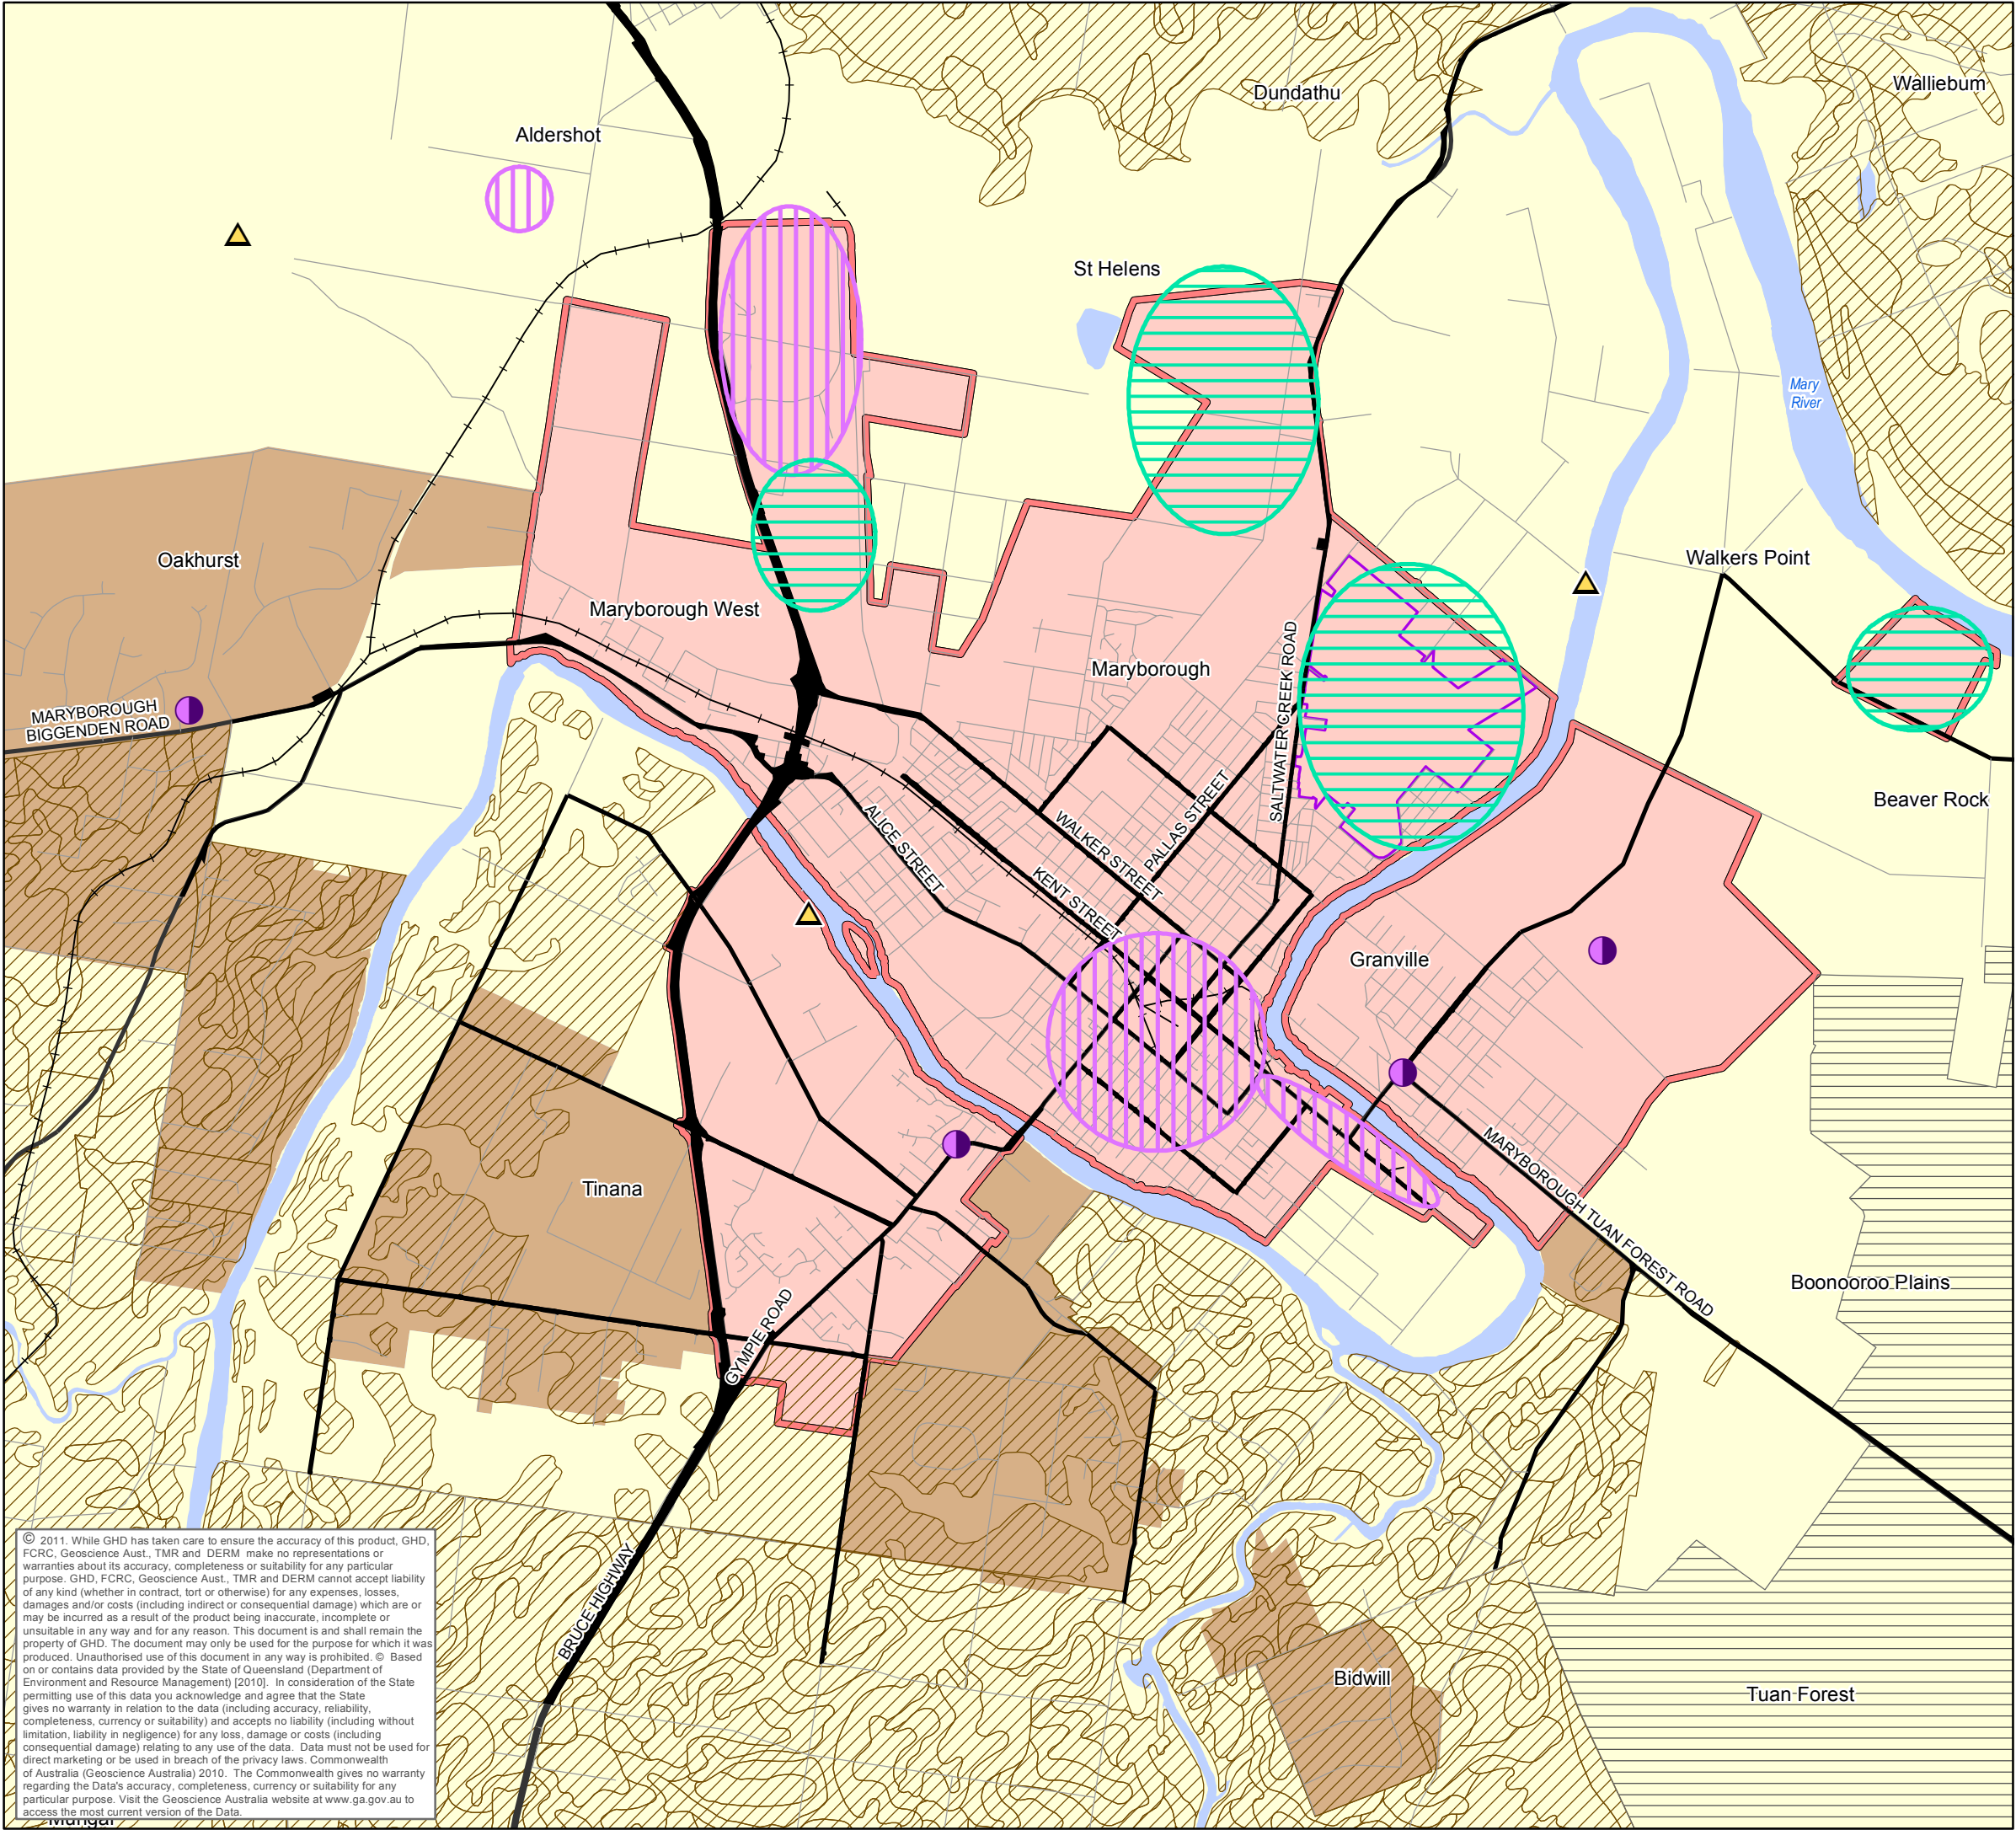 Dundathu
Walliebum
Aldershot
St Helens
Mary
River
Oakhurst
Walkers Point
Maryborough West
Maryborough
SALTWATER CREEK ROAD
MARYBOROUGH
BIGGENDEN ROAD
Beaver Rock
ALICE STREET
WALKER STREET
PALLAS STREET
KENT STREET
Granville
MARYBOROUGH TUAN FOREST ROAD
Tinana
Boonooroo Plains
GYMPIE ROAD
BRUCE HIGHWAY
Bidwill
Tuan Forest
© 2011. While GHD has taken care to ensure the accuracy of this product, GHD,
FCRC, Geoscience Aust., TMR and DERM make no representations or
warranties about its accuracy, completeness or suitability for any particular
purpose. GHD, FCRC, Geoscience Aust., TMR and DERM cannot accept liability
of any kind (whether in contract, tort or otherwise) for any expenses, losses,
damages and/or costs (including indirect or consequential damage) which are or
may be incurred as a result of the product being inaccurate, incomplete or
unsuitable in any way and for any reason. This document is and shall remain the
property of GHD. The document may only be used for the purpose for which it was
produced. Unauthorised use of this document in any way is prohibited. © Based
on or contains data provided by the State of Queensland (Department of
Environment and Resource Management) [2010]. In consideration of the State
permitting use of this data you acknowledge and agree that the State
gives no warranty in relation to the data (including accuracy, reliability,
completeness, currency or suitability) and accepts no liability (including without
limitation, liability in negligence) for any loss, damage or costs (including
consequential damage) relating to any use of the data. Data must not be used for
direct marketing or be used in breach of the privacy laws. Commonwealth
of Australia (Geoscience Australia) 2010. The Commonwealth gives no warranty
regarding the Data's accuracy, completeness, currency or suitability for any
particular purpose. Visit the Geoscience Australia website at www.ga.gov.au to
access the most current version of the Data.
Mungar